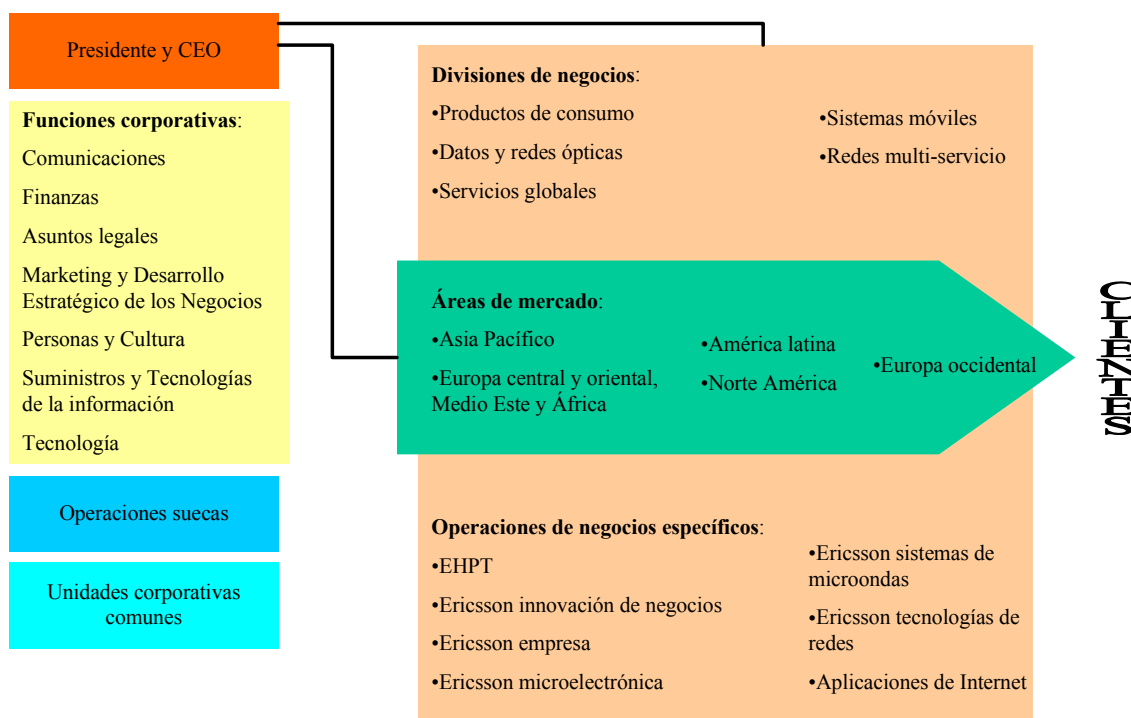 Presidente y CEO
Funciones corporativas:
Comunicaciones
Finanzas
Asuntos legales
Marketing y Desarrollo
Estratégico de los Negocios
Personas y Cultura
Suministros y Tecnologías
de la información
Tecnología
Operaciones suecas
Unidades corporativas
comunes
Divisiones de negocios:
•Productos de consumo
•Datos y redes ópticas
•Servicios globales
•Sistemas móviles
•Redes multi-servicio
Áreas de mercado:
•Asia Pacífico
•Europa central y oriental,
Medio Este y África
•América latina
•Norte América
•Europa occidental
Operaciones de negocios específicos:
•EHPT
•Ericsson innovación de negocios
•Ericsson empresa
•Ericsson microelectrónica
•Ericsson sistemas de
microondas
•Ericsson tecnologías de
redes
•Aplicaciones de Internet
CLIENTES